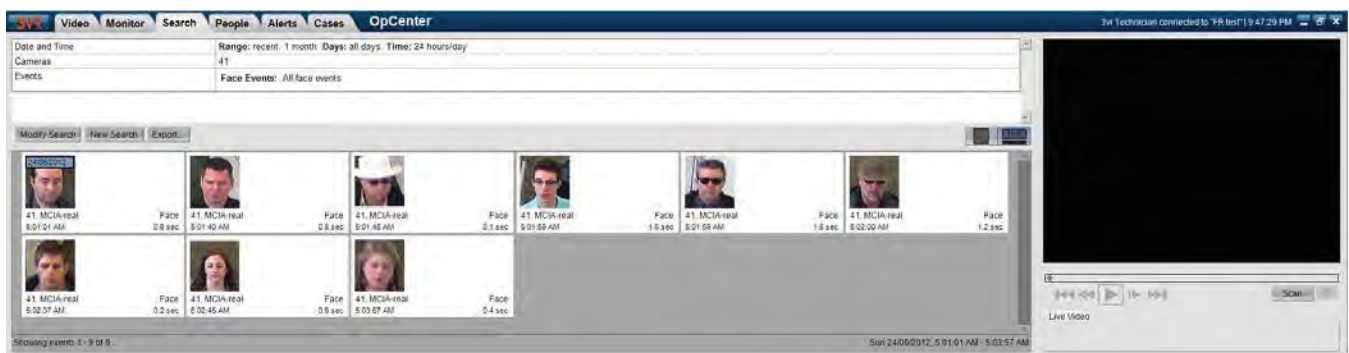 3VR Video Monitor Search People Alerts Cases OpCenter
3vr Technician connected to "FR test" | 9:47:29 PM
Date and Time Range: recent. 1 month Days: all days. Time: 24 hours/day
Cameras 41
Events Face Events: All face events
Modify Search New Search Export...
24/06/2012
41. MCIA-real Face 41. MCIA-real Face 41. MCIA-real Face 41. MCIA-real Face 41. MCIA-real Face 41. MCIA-real Face
5:01:01 AM 0.8 sec 5:01:40 AM 0.8 sec 5:01:48 AM 0.1 sec 5:01:59 AM 1.6 sec 5:01:59 AM 1.8 sec 5:02:00 AM 1.2 sec
41. MCIA-real Face 41. MCIA-real Face 41. MCIA-real Face
5:02:37 AM 0.2 sec 5:02:45 AM 0.5 sec 5:03:57 AM 0.4 sec
Scan
Live Video
Showing events 1 - 9 of 9
Sun 24/06/2012, 5:01:01 AM - 5:03:57 AM